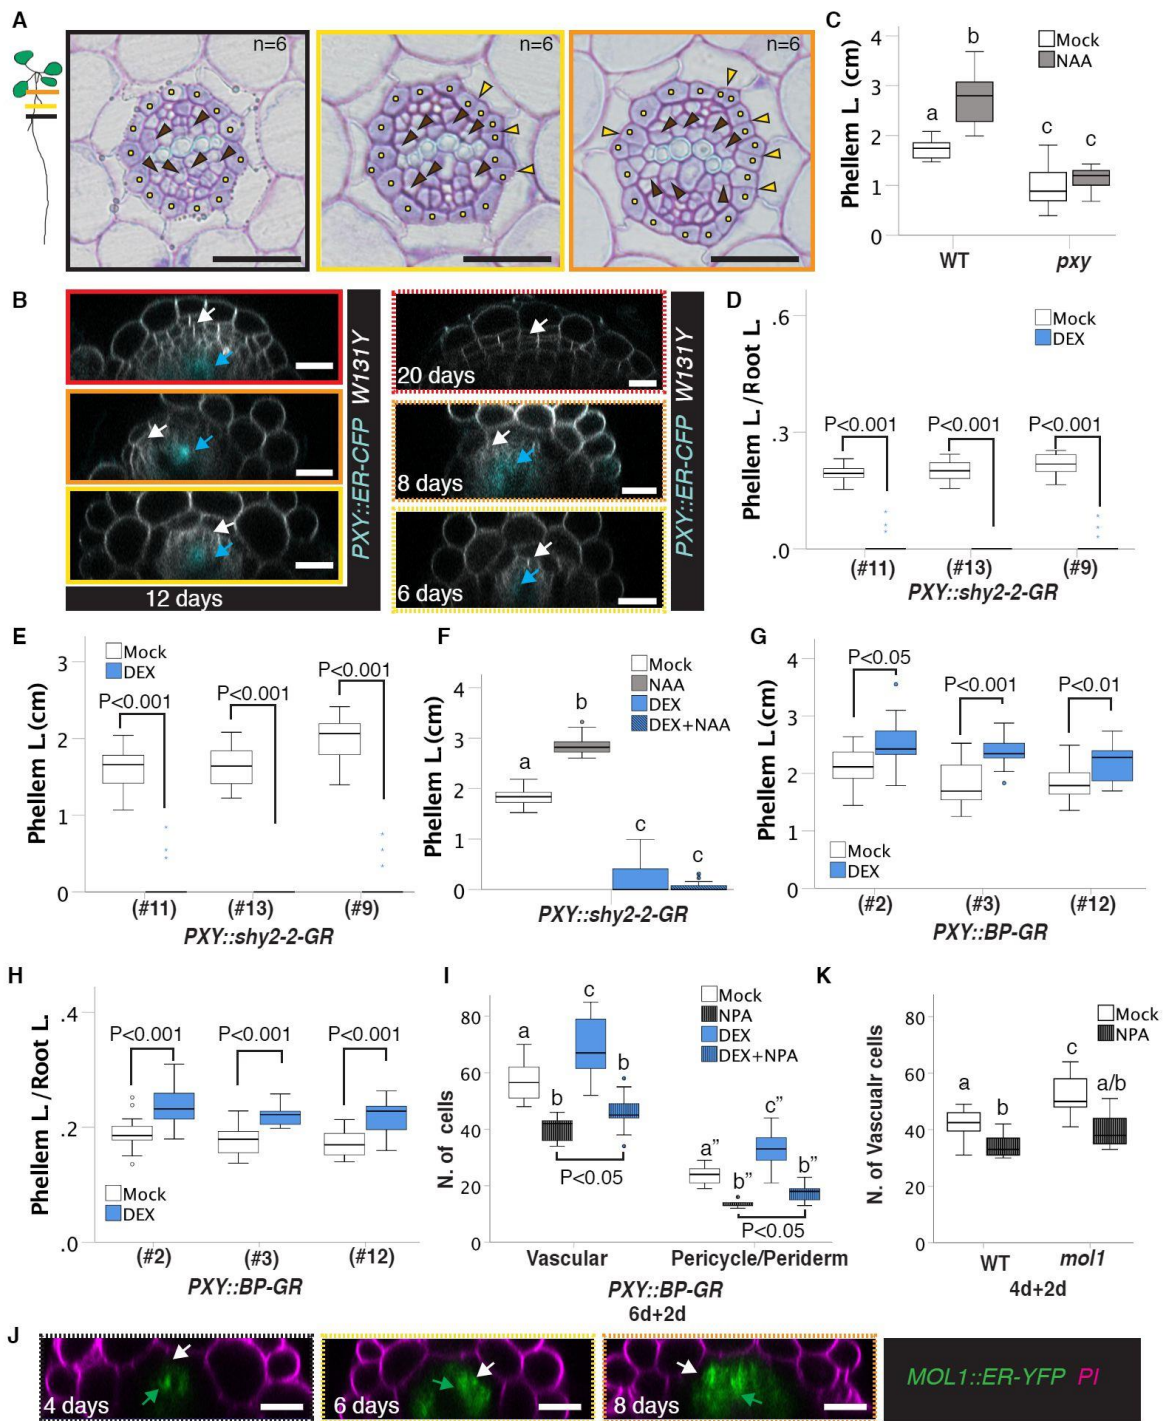 A
n=6
n=6
n=6
C
Phellem L. (cm)
4
3
2
1
0
Mock
NAA
a
b
c
c
WT
pxy
B
20 days
8 days
6 days
12 days
PXY::ER-CFP W131Y
PXY::ER-CFP W131Y
D
Phellem L./Root L.
.6
.3
.0
Mock
DEX
P<0.001
P<0.001
P<0.001
(#11)
(#13)
(#9)
PXY::shy2-2-GR
E
Phellem L.(cm)
3
2
1
0
Mock
DEX
P<0.001
P<0.001
P<0.001
(#11)
(#13)
(#9)
PXY::shy2-2-GR
F
Phellem L.(cm)
4
3
2
1
0
Mock
NAA
DEX
DEX+NAA
a
b
c
c
PXY::shy2-2-GR
G
Phellem L.(cm)
4
3
2
1
0
P<0.05
P<0.001
P<0.01
Mock
DEX
(#2)
(#3)
(#12)
PXY::BP-GR
H
Phellem L./Root L.
.4
.2
.0
P<0.001
P<0.001
P<0.001
Mock
DEX
(#2)
(#3)
(#12)
PXY::BP-GR
I
N. of cells
80
60
40
20
0
Mock
NPA
DEX
DEX+NPA
a
b
c
b
P<0.05
a”
b”
c”
b”
P<0.05
Vascular
Pericycle/Periderm
PXY::BP-GR
6d+2d
K
N. of Vascualr cells
80
60
40
20
0
Mock
NPA
a
b
c
a/b
WT
mol1
4d+2d
J
4 days
6 days
8 days
MOL1::ER-YFP PI